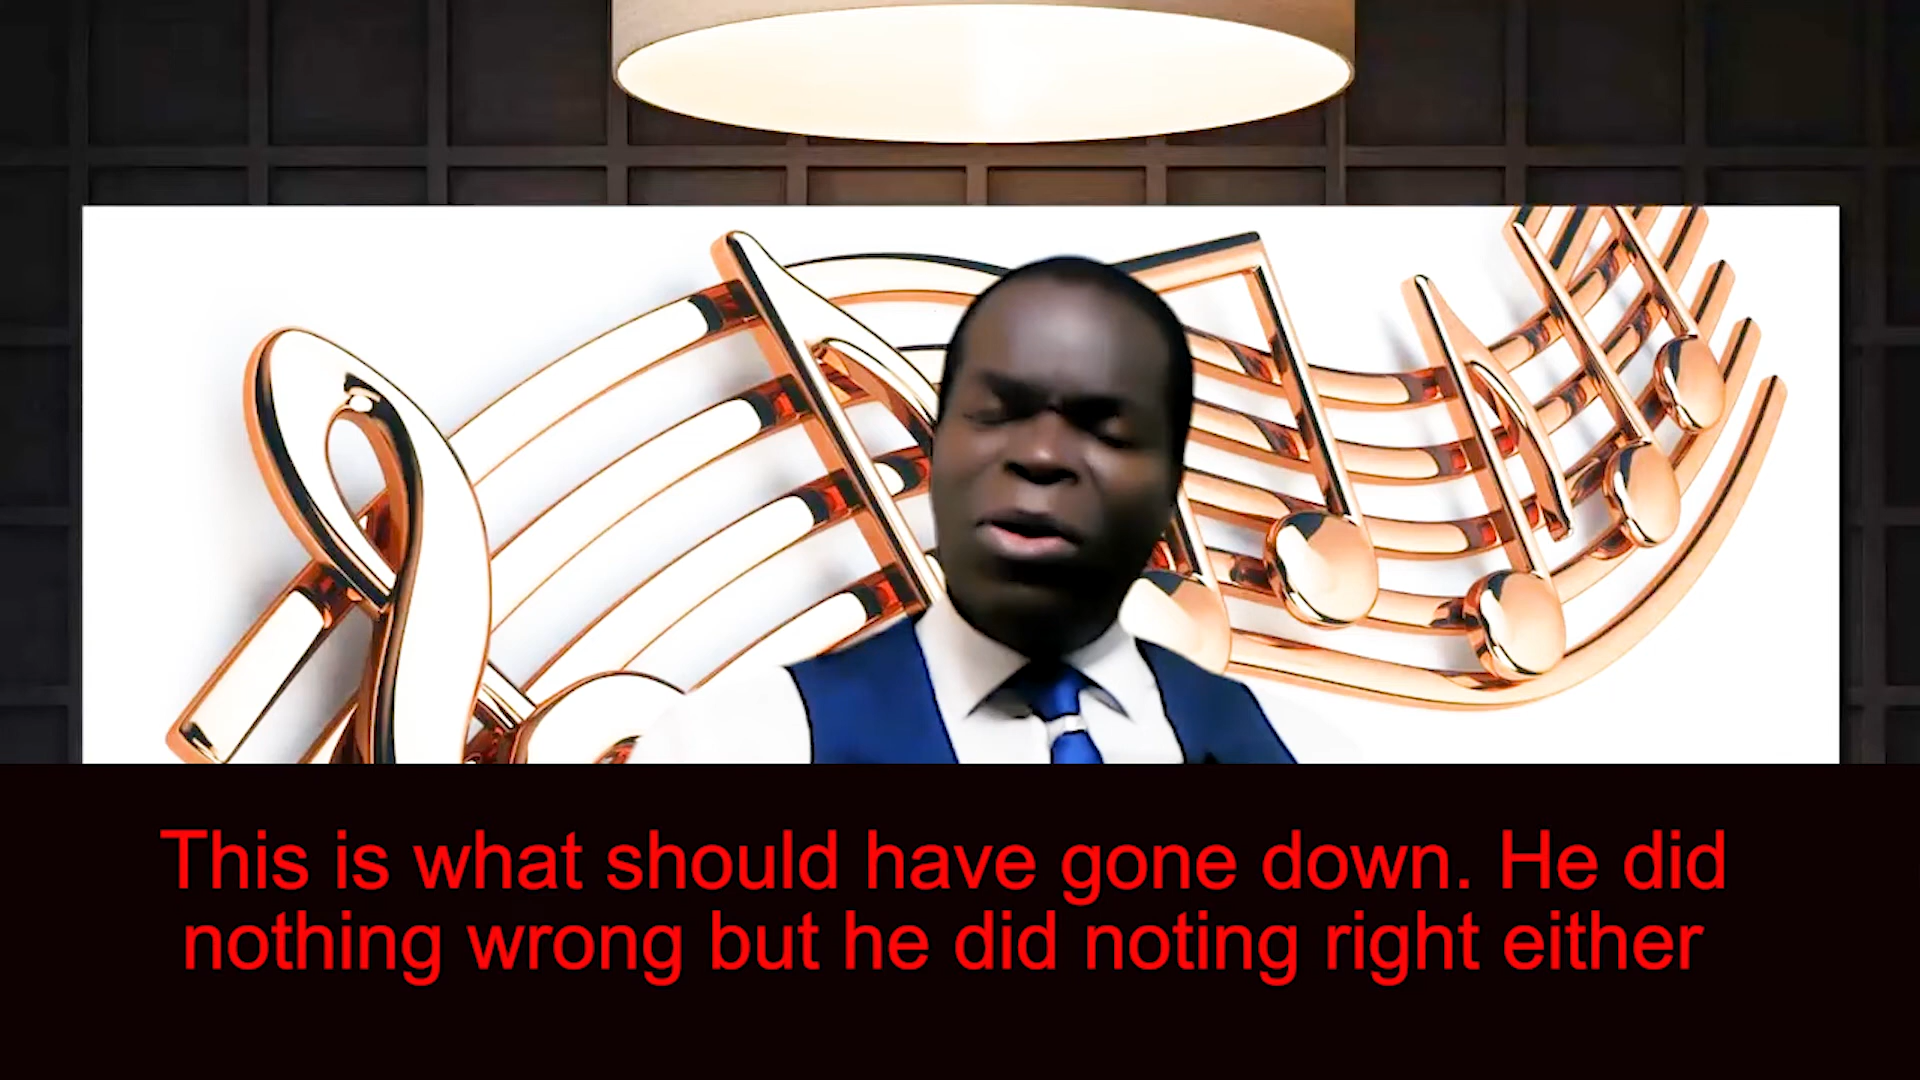 This is what should have gone down. He did
nothing wrong but he did noting right either